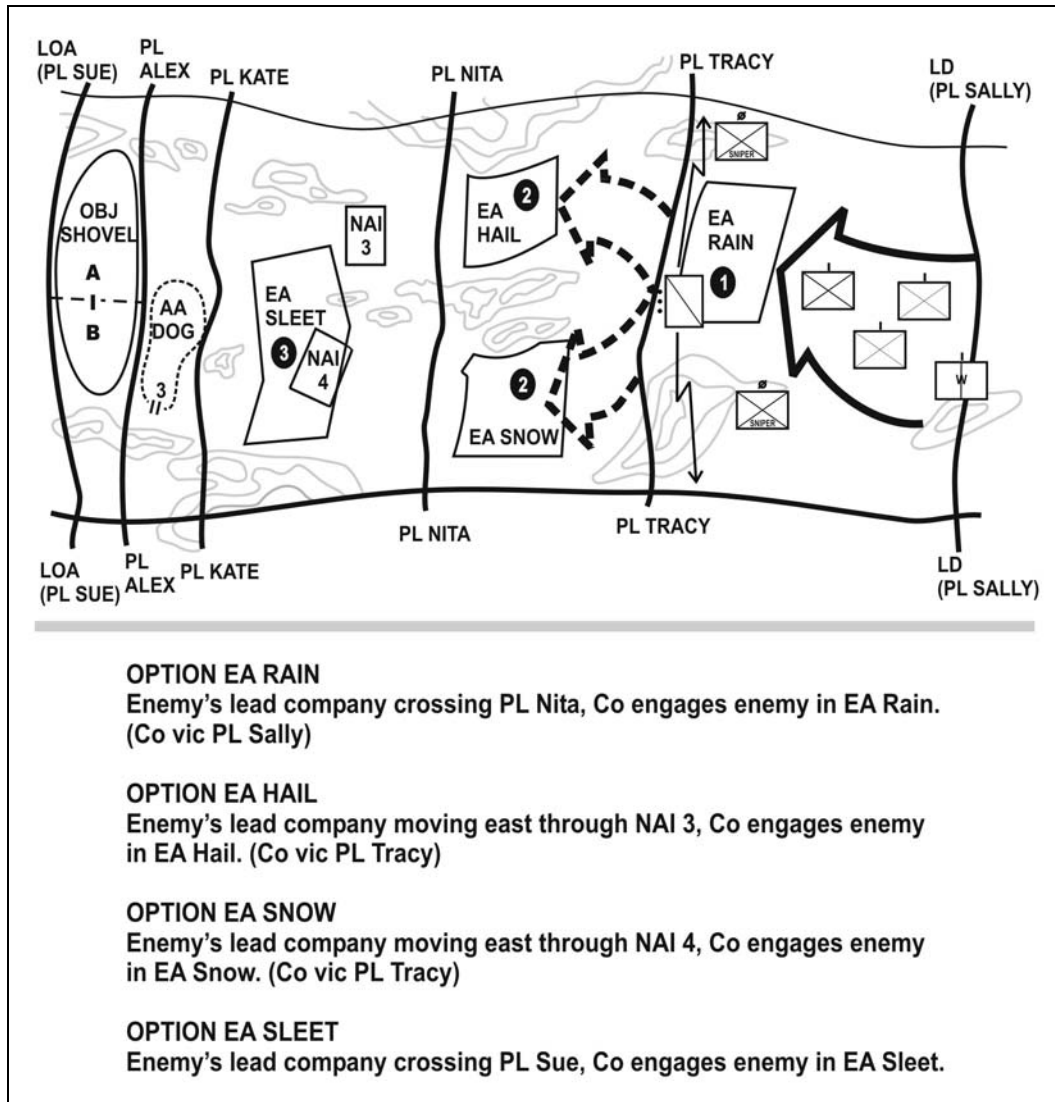 LOA
(PL SUE)
PL
ALEX
PL KATE
PL NITA
PL TRACY
LD
(PL SALLY)
SNIPER
OBJ
SHOVEL
A
I
B
AA
DOG
3
NAI
3
EA
SLEET
3
NAI
4
EA
HAIL
2
EA
RAIN
1
2
EA SNOW
W
SNIPER
LOA
(PL SUE)
PL
ALEX
PL KATE
PL NITA
PL TRACY
LD
(PL SALLY)
OPTION EA RAIN
Enemy’s lead company crossing PL Nita, Co engages enemy in EA Rain.
(Co vic PL Sally)
OPTION EA HAIL
Enemy’s lead company moving east through NAI 3, Co engages enemy
in EA Hail. (Co vic PL Tracy)
OPTION EA SNOW
Enemy’s lead company moving east through NAI 4, Co engages enemy
in EA Snow. (Co vic PL Tracy)
OPTION EA SLEET
Enemy’s lead company crossing PL Sue, Co engages enemy in EA Sleet.